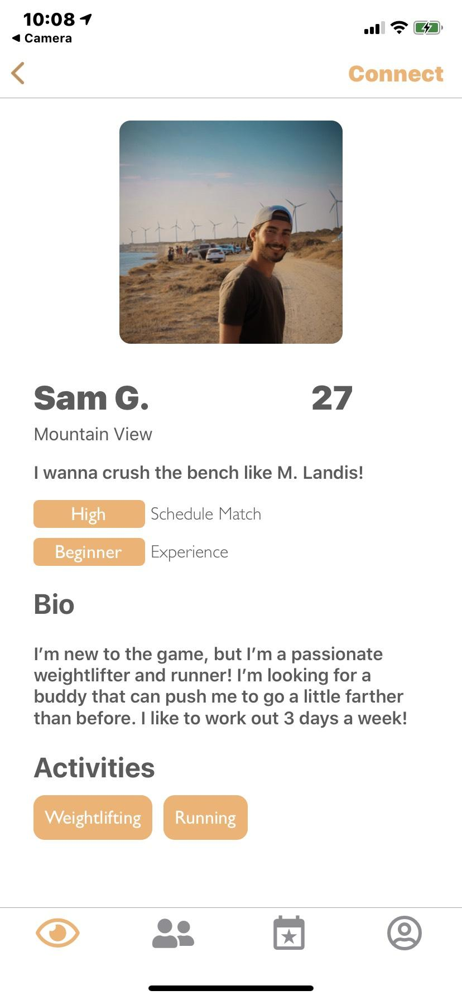 10:08
Camera
Connect
Sam G. 27
Mountain View
I wanna crush the bench like M. Landis!
High Schedule Match
Beginner Experience
Bio
I’m new to the game, but I’m a passionate
weightlifter and runner! I’m looking for a
buddy that can push me to go a little farther
than before. I like to work out 3 days a week!
Activities
Weightlifting Running